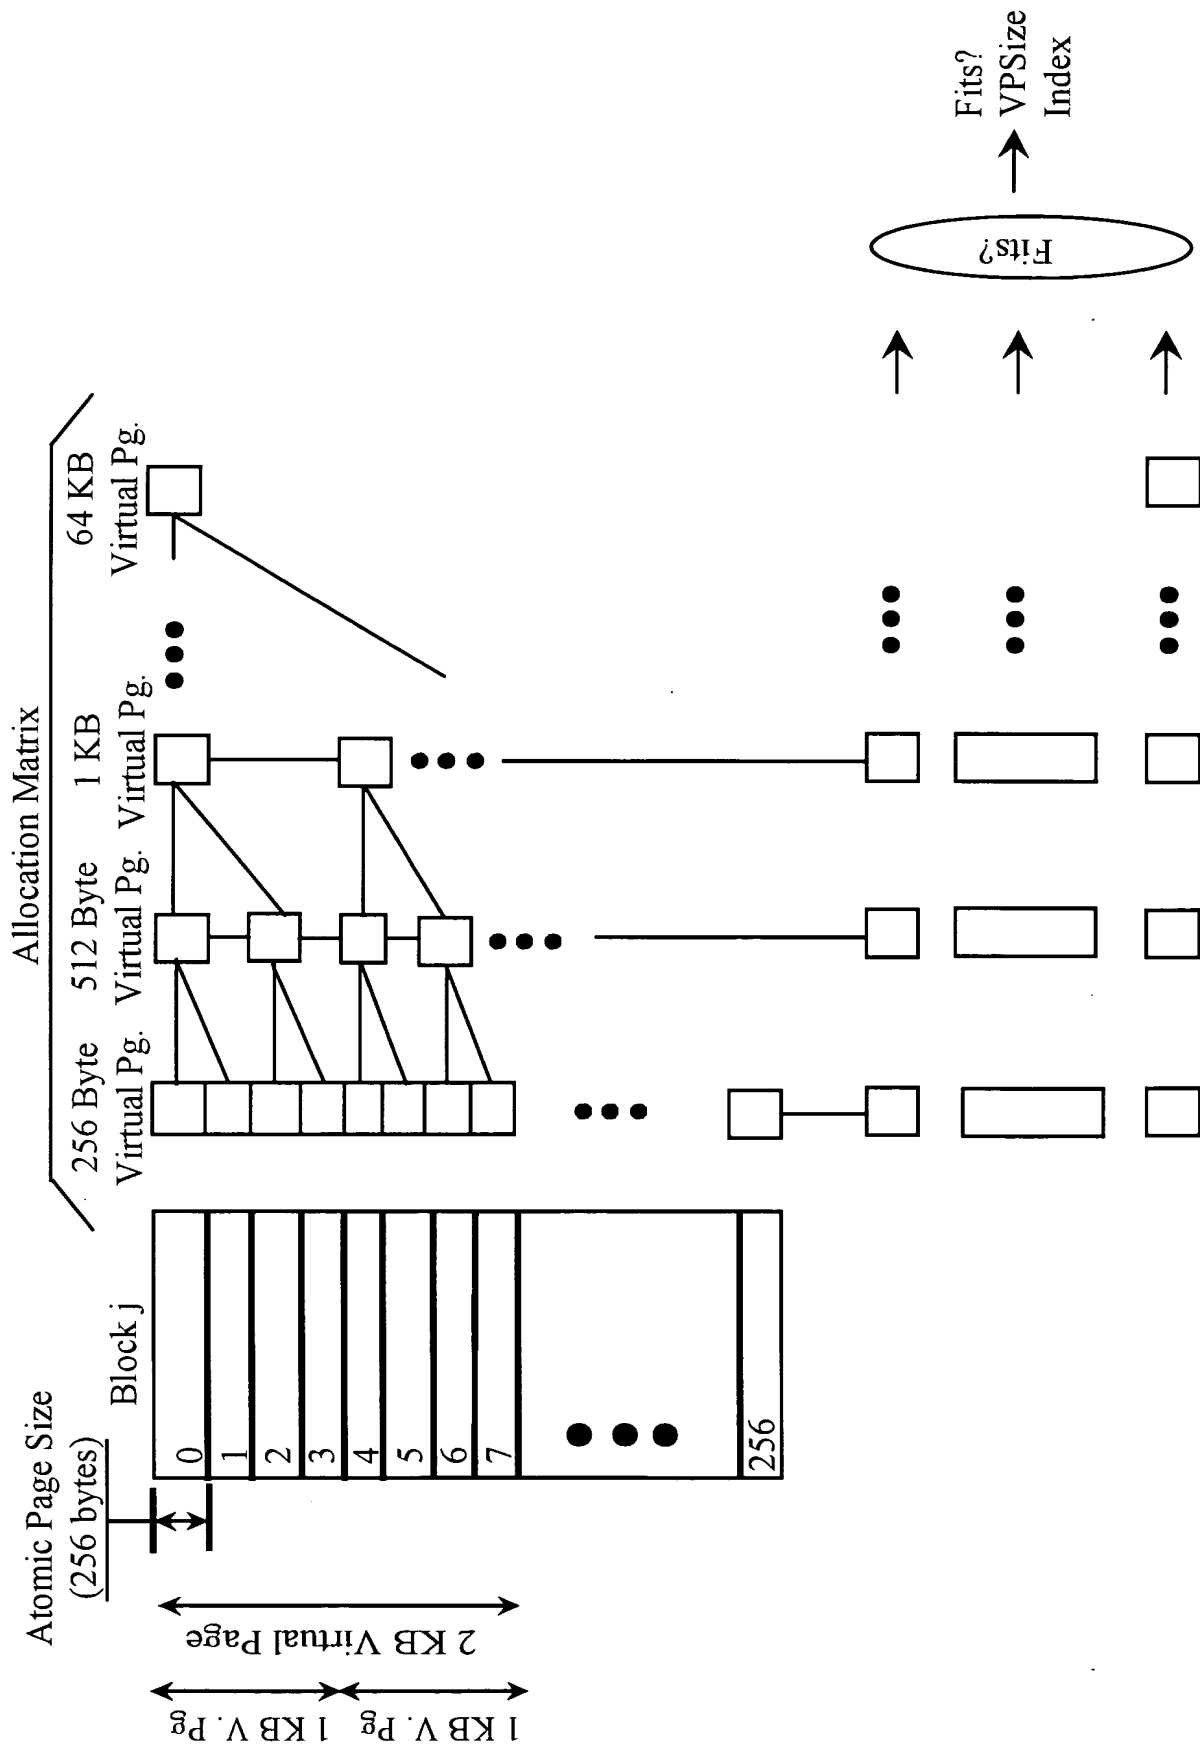 Allocation Matrix
Atomic Page Size
(256 bytes)
Block j
256 Byte
Virtual Pg.
512 Byte
Virtual Pg.
1 KB
Virtual Pg.
64 KB
Virtual Pg.
0
1
2
3
4
5
6
7
256
1 KB V. Pg
1 KB V. Pg
2 KB Virtual Page
Fits?
Fits?
VPSize
Index